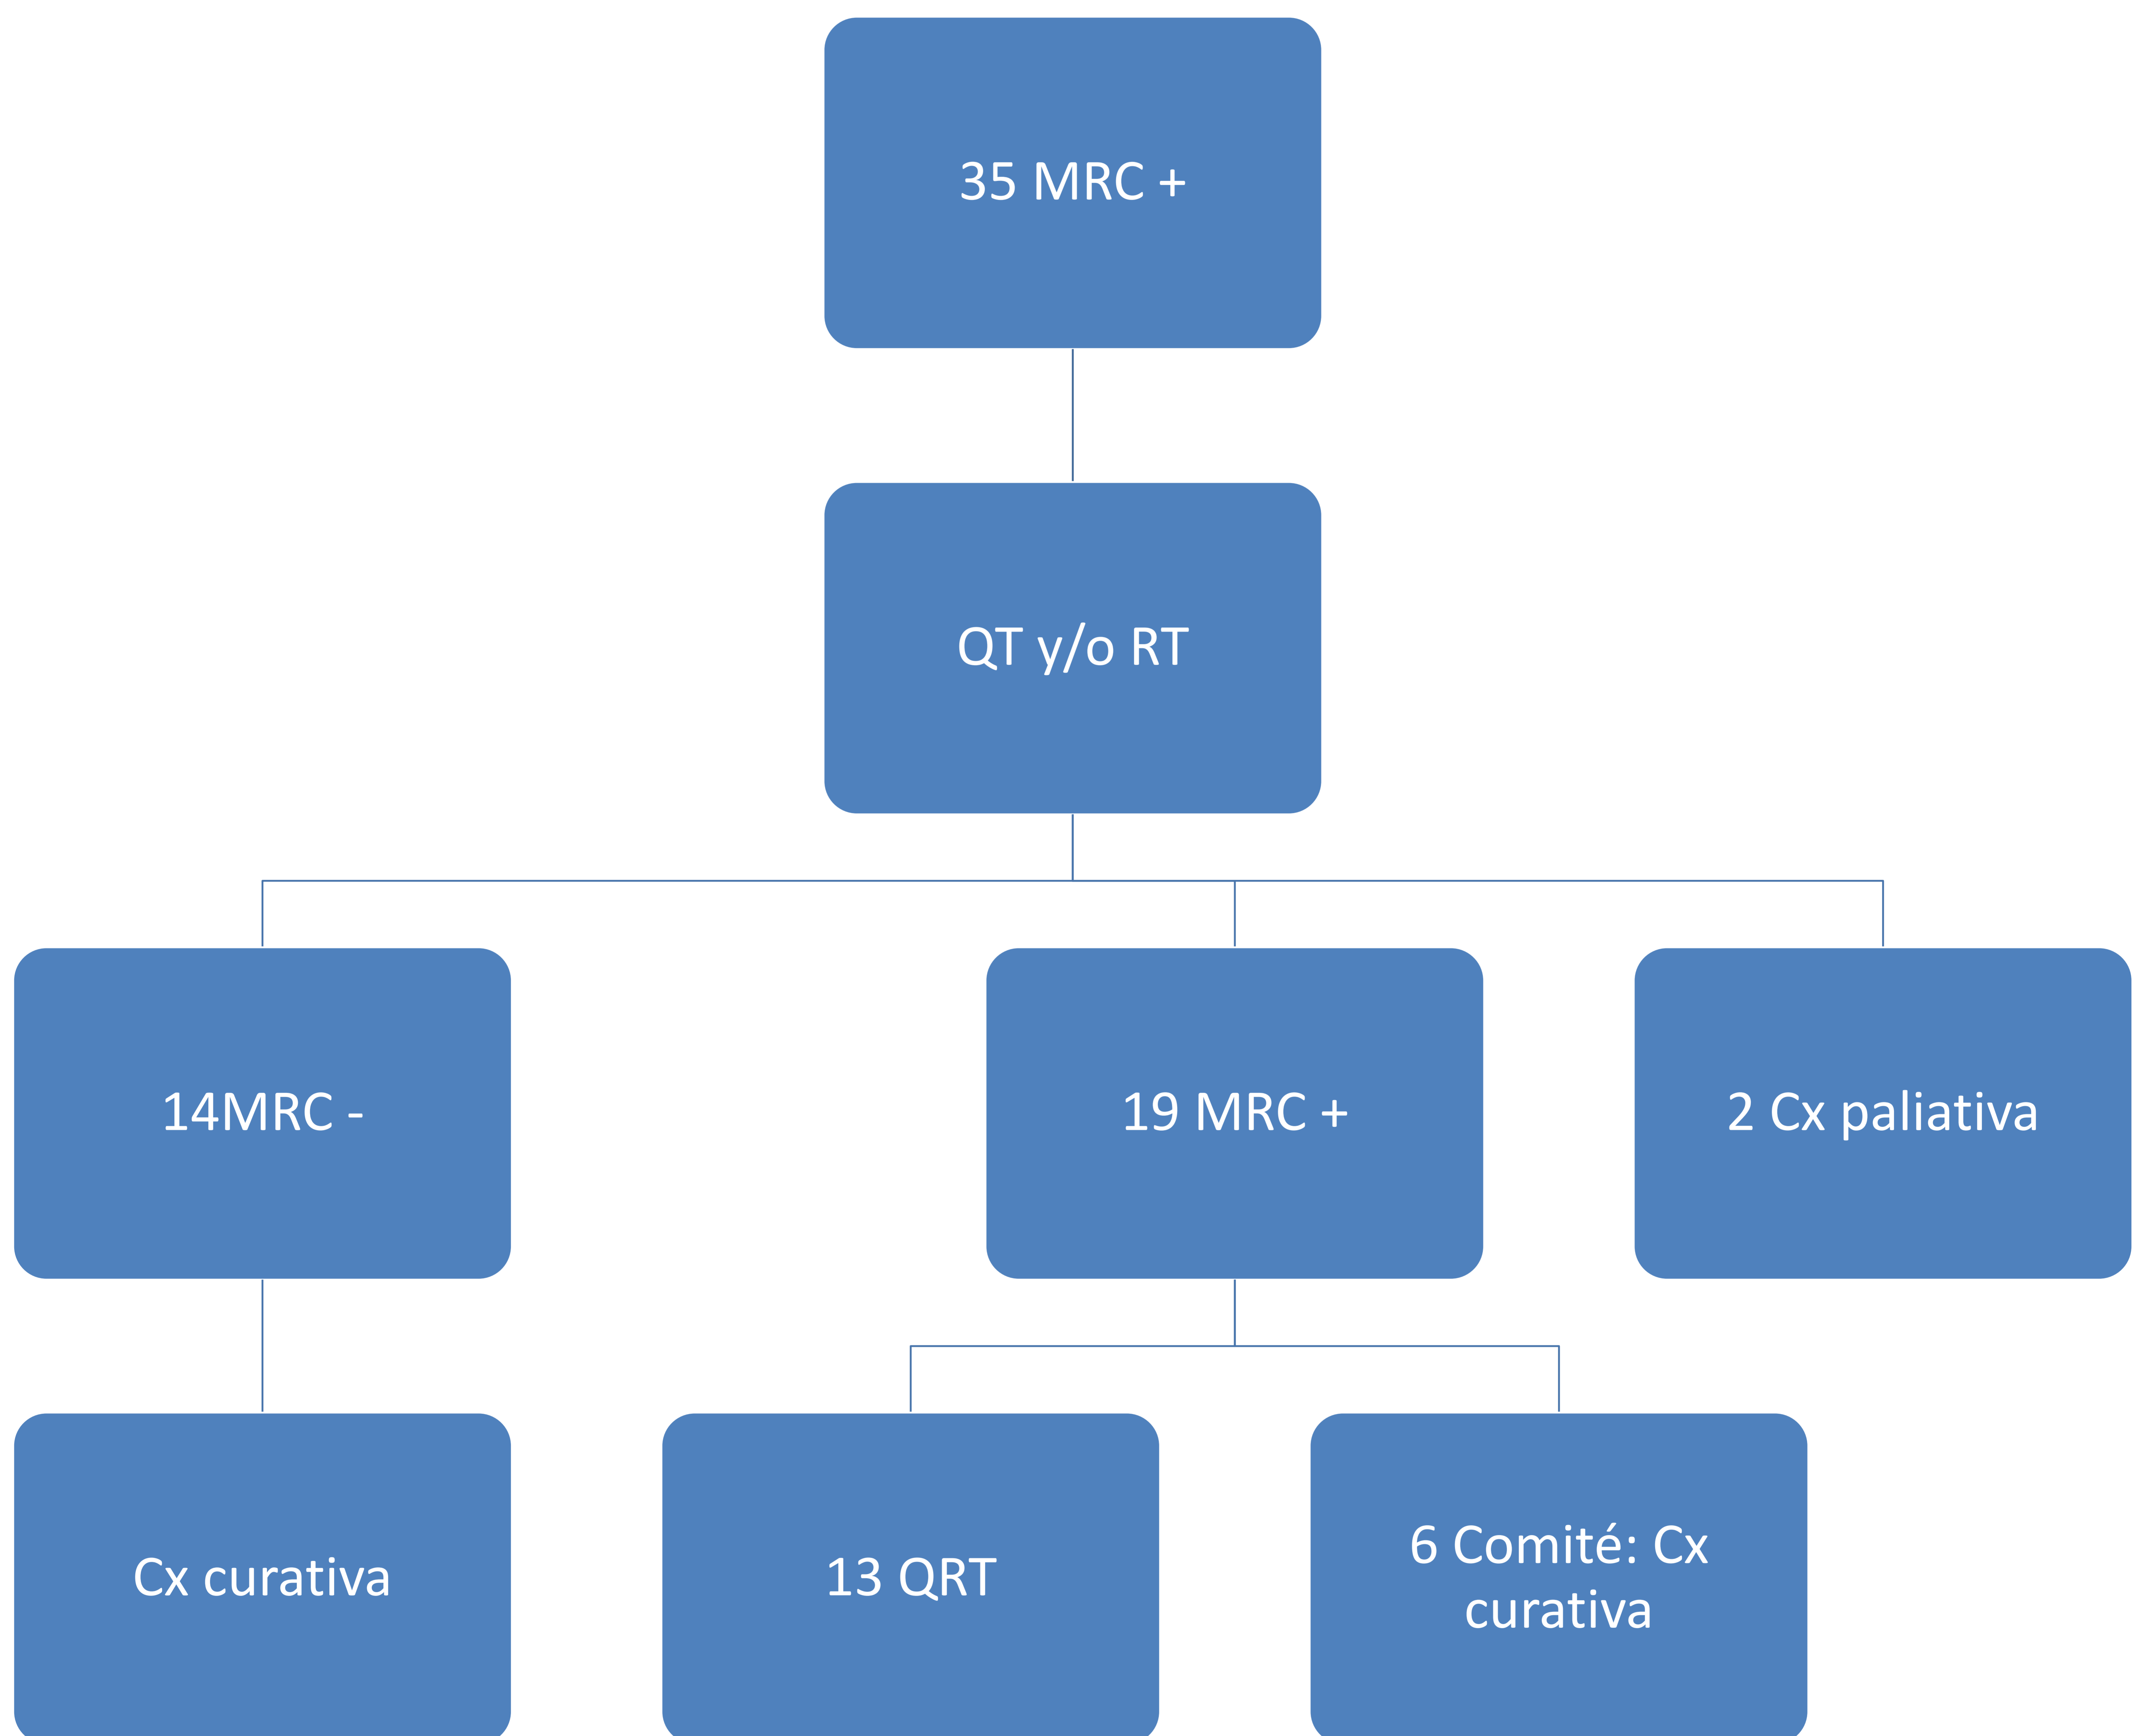 35 MRC +
QT y/o RT
14MRC -
19 MRC +
2 Cx paliativa
Cx curativa
13 QRT
6 Comité: Cx
curativa